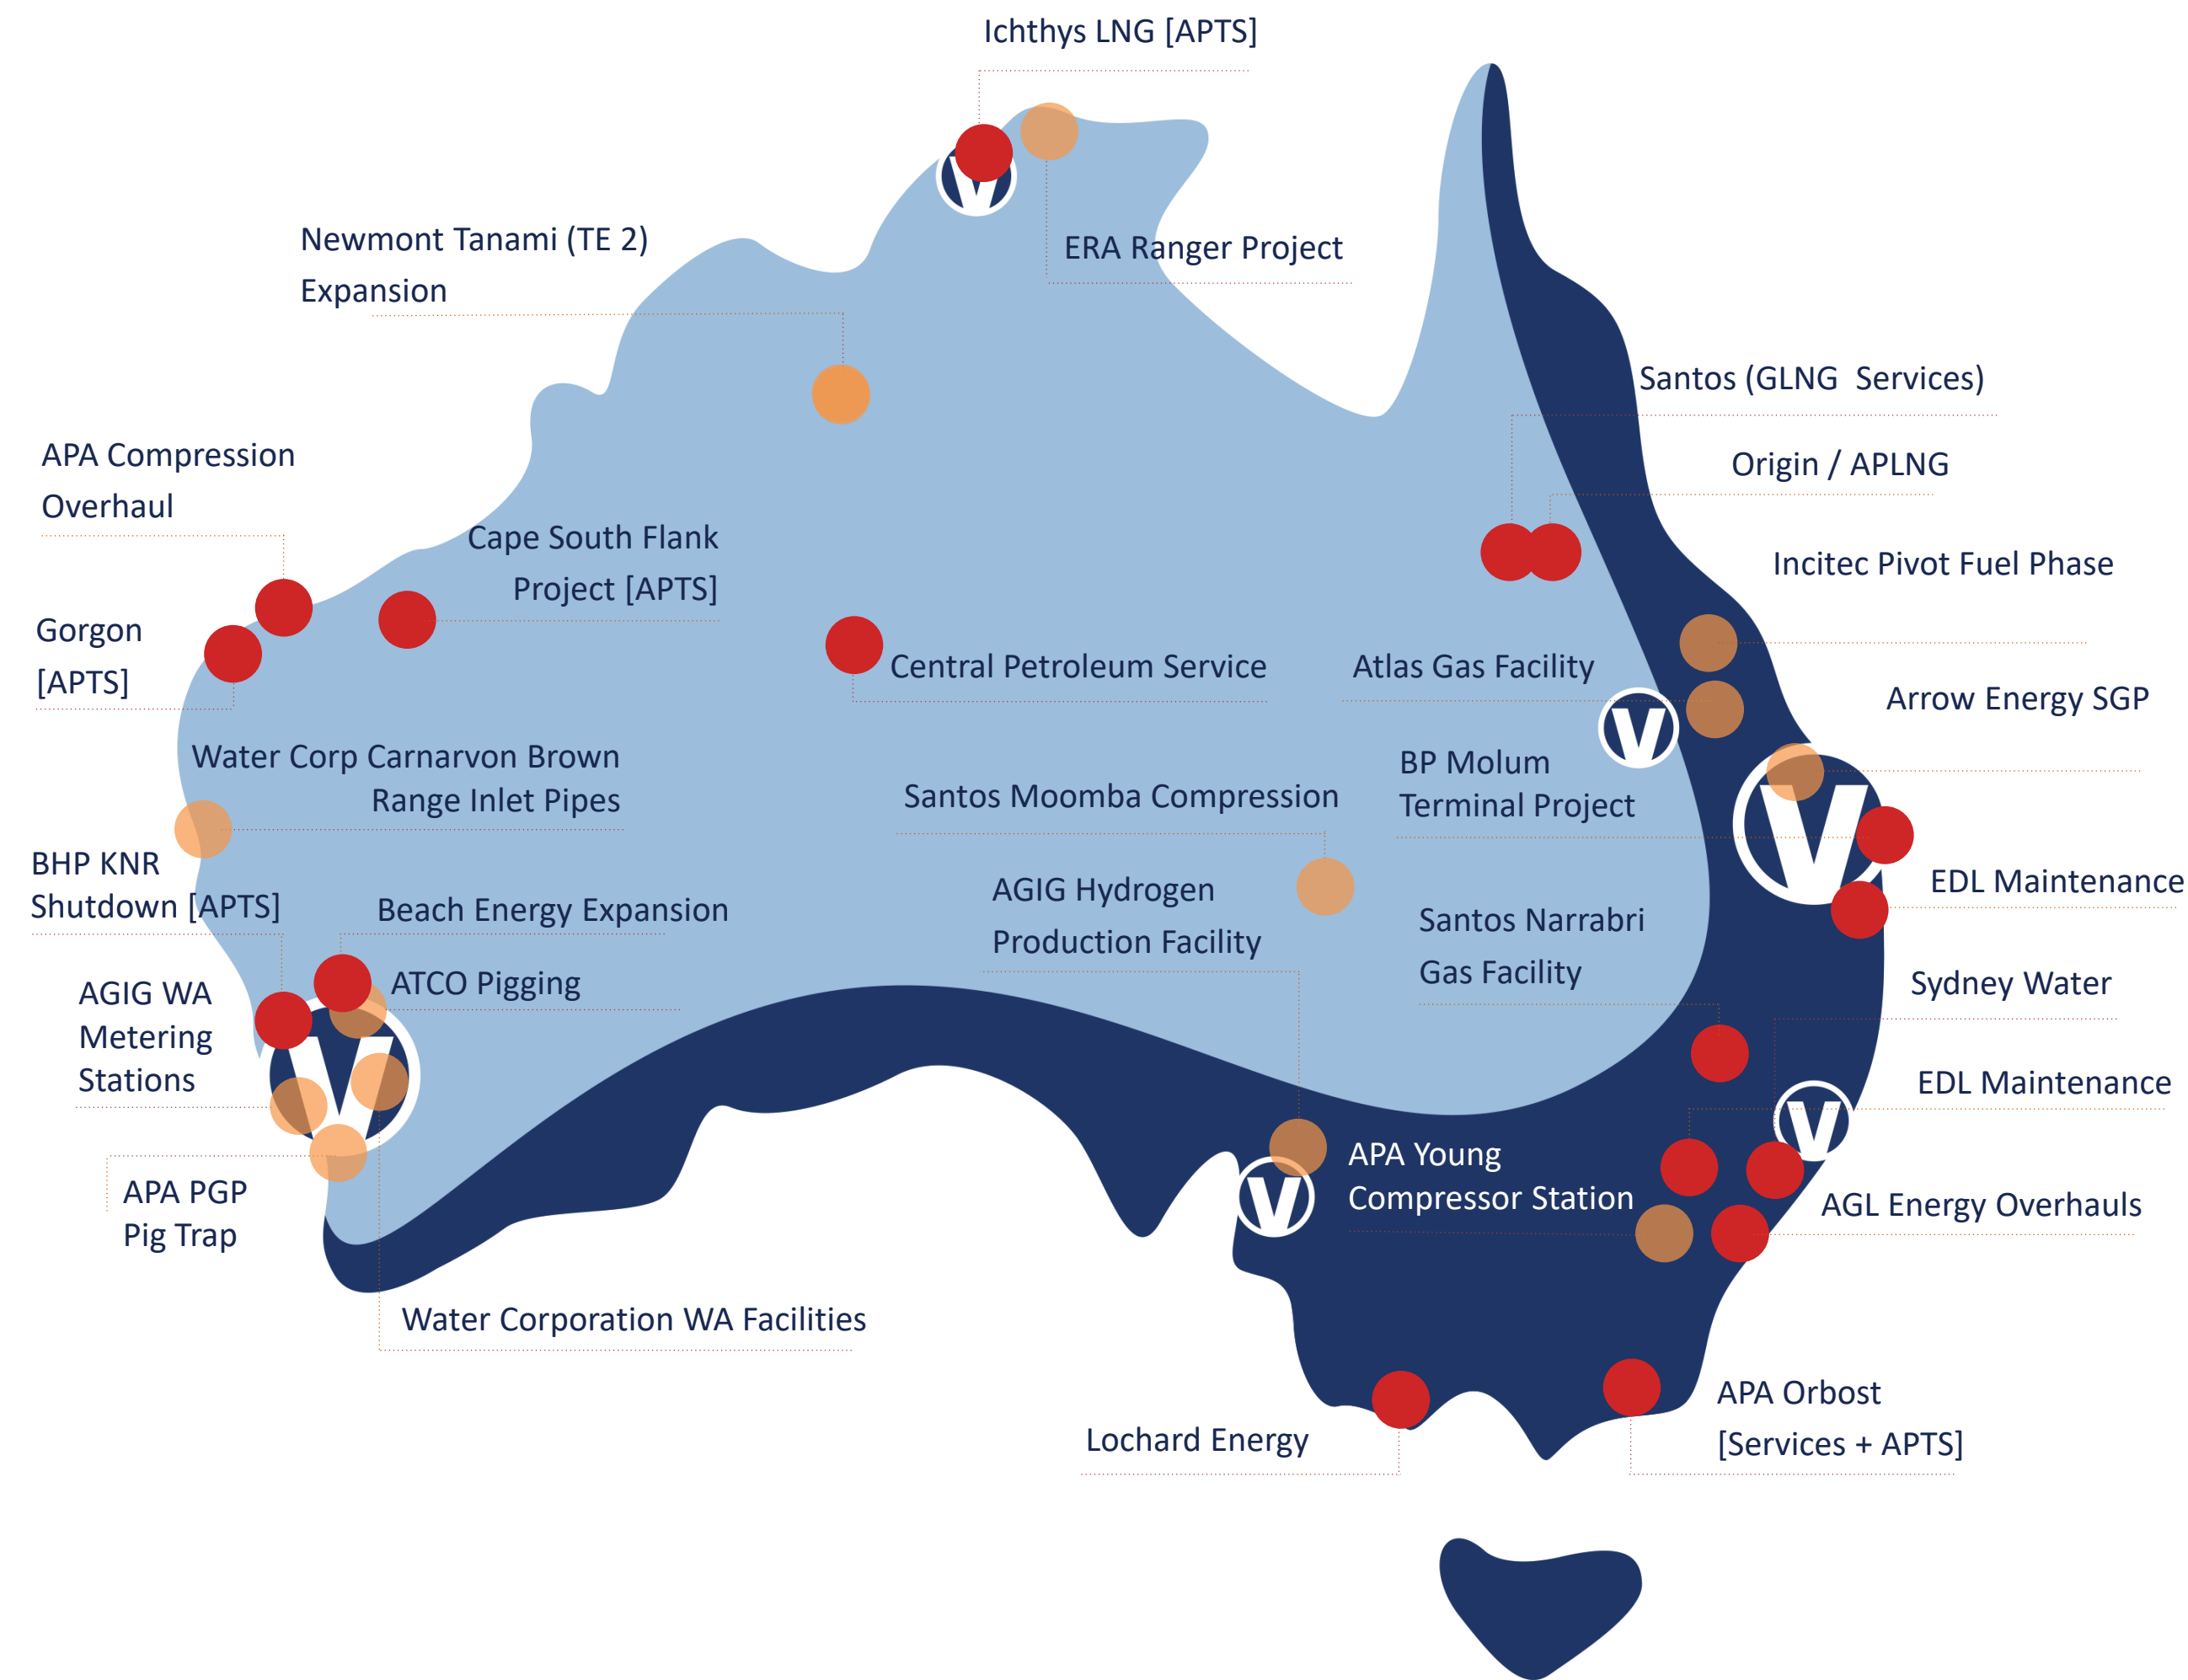 Ichthys LNG [APTS]
Newmont Tanami (TE 2)
Expansion
ERA Ranger Project
Santos (GLNG  Services)
Origin / APLNG
APA Compression
Overhaul
Cape South Flank
Project [APTS]
Incitec Pivot Fuel Phase
Gorgon
[APTS]
Central Petroleum Service
Atlas Gas Facility
Arrow Energy SGP
Water Corp Carnarvon Brown
Range Inlet Pipes
Santos Moomba Compression
BP Molum
Terminal Project
BHP KNR
Shutdown [APTS]
Beach Energy Expansion
AGIG Hydrogen
Production Facility
Santos Narrabri
Gas Facility
EDL Maintenance
AGIG WA
Metering
Stations
ATCO Pigging
Sydney Water
EDL Maintenance
APA PGP
Pig Trap
APA Young
Compressor Station
AGL Energy Overhauls
Water Corporation WA Facilities
Lochard Energy
APA Orbost
[Services + APTS]
V
V
V
V
V
V